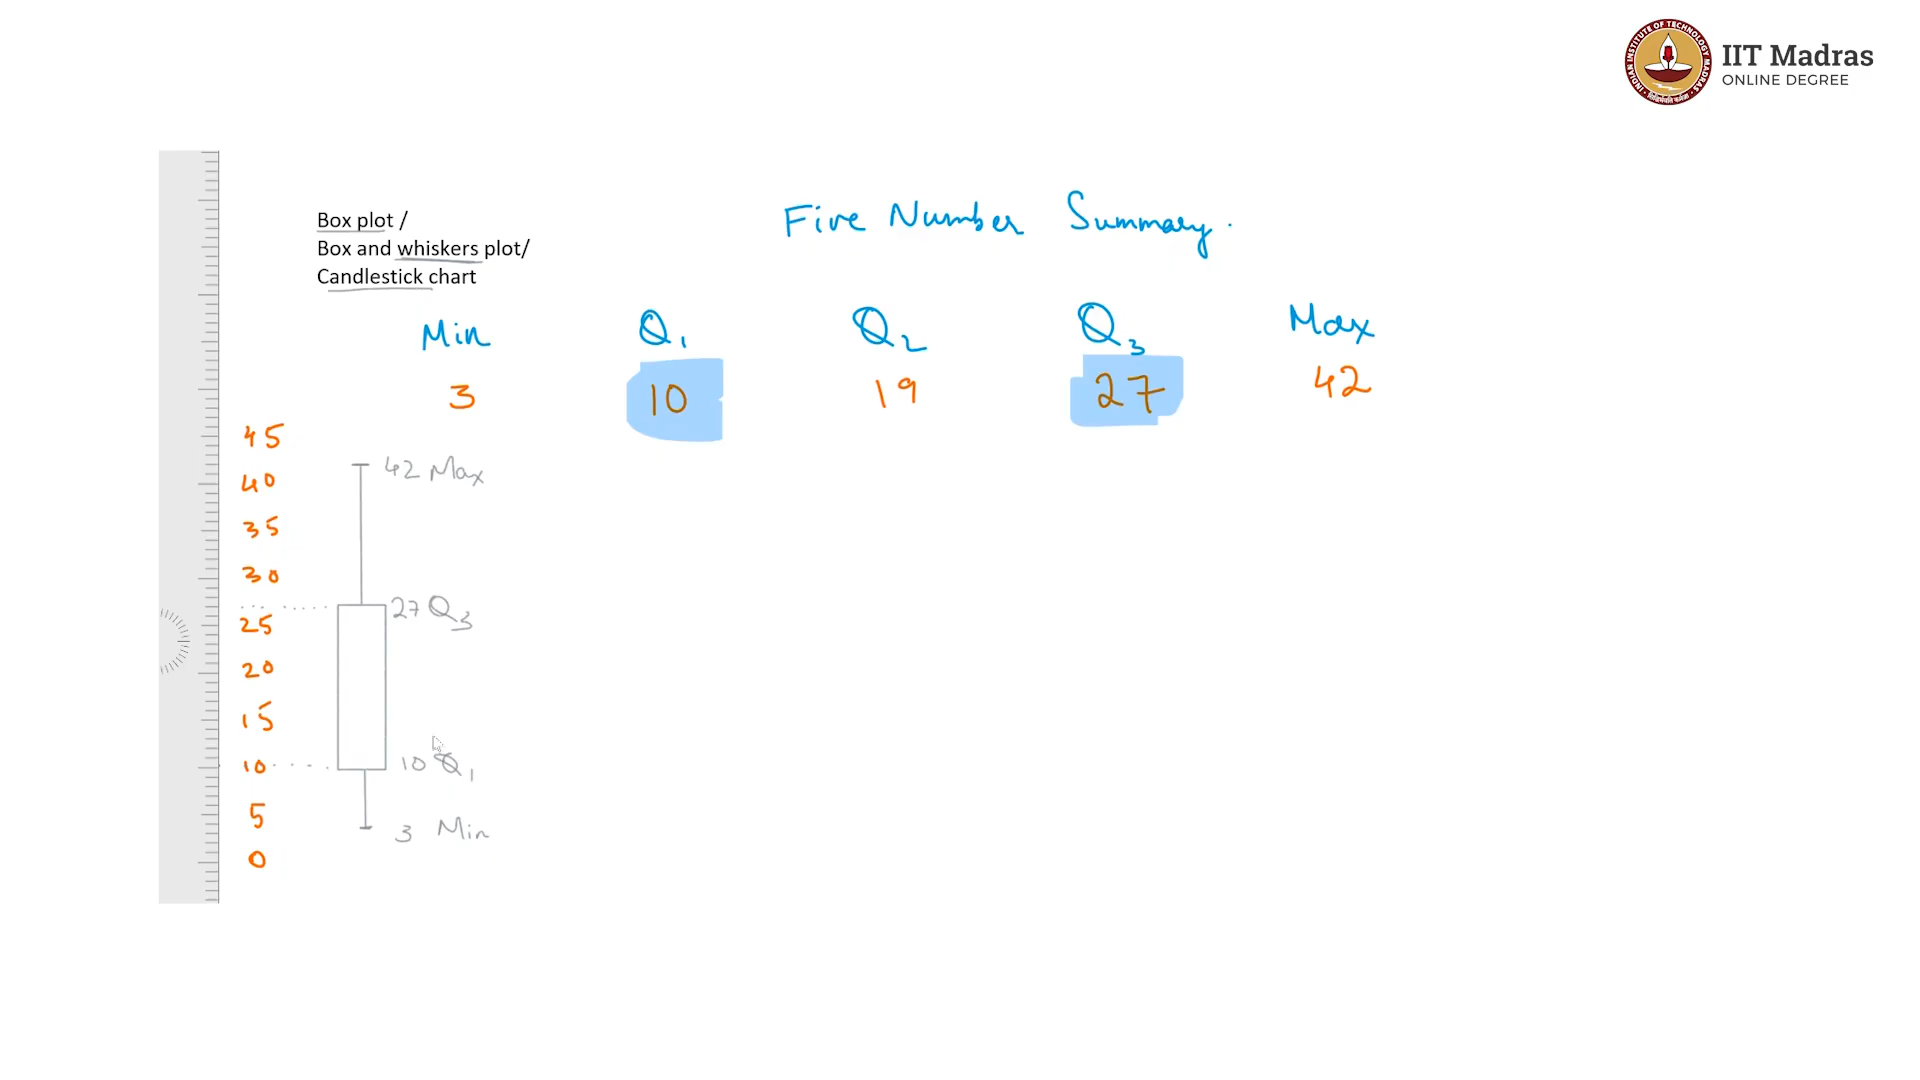 IIT Madras
ONLINE DEGREE
Box plot /
Box and whiskers plot/
Candlestick chart
Five Number Summary.
Min Q1 Q2 Q3 Max
3 10 19 27 42
45
42 Max
40
35
30
27 Q3
25
20
15
10
10 Q1
5
3 Min
0